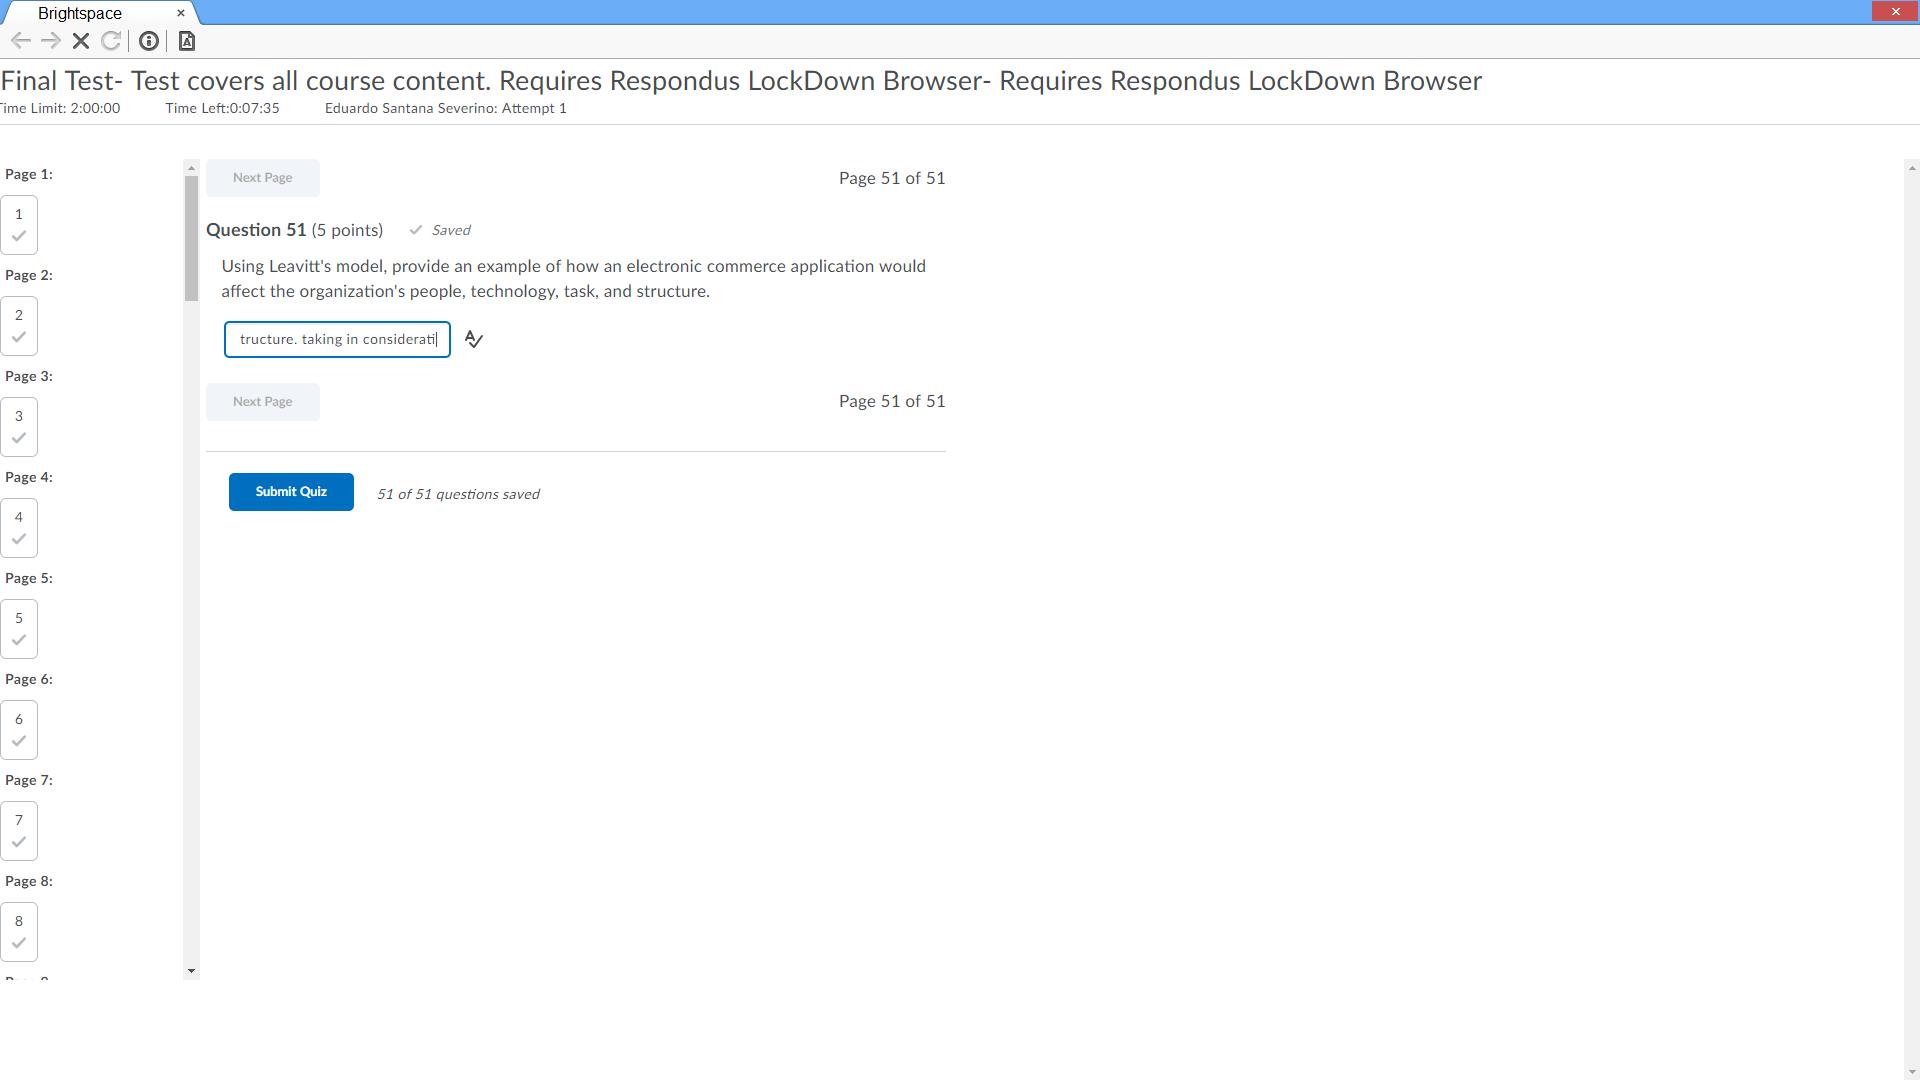 Brightspace
Final Test- Test covers all course content. Requires Respondus LockDown Browser- Requires Respondus LockDown Browser
Time Limit: 2:00:00 Time Left:0:07:35 Eduardo Santana Severino: Attempt 1
Page 1:
1
Page 2:
2
Page 3:
3
Page 4:
4
Page 5:
5
Page 6:
6
Page 7:
7
Page 8:
8
Next Page Page 51 of 51
Question 51 (5 points) Saved
Using Leavitt's model, provide an example of how an electronic commerce application would
affect the organization's people, technology, task, and structure.
tructure. taking in considerati
Next Page Page 51 of 51
Submit Quiz 51 of 51 questions saved